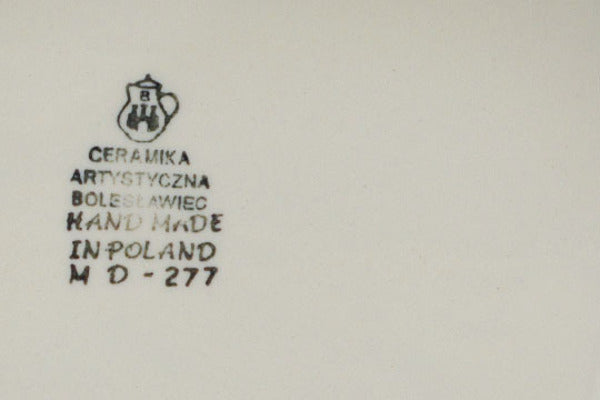 B
CERAMIKA
ARTYSTYCZNA
BOLESŁAWIEC
HAND MADE
IN POLAND
M D - 277